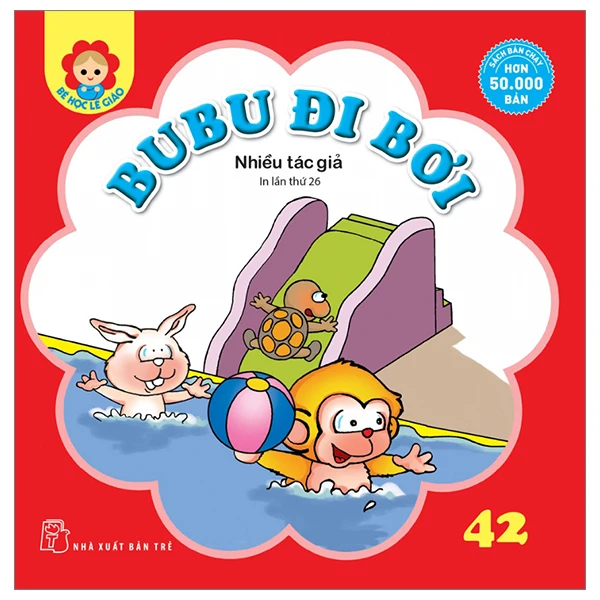 BÉ HỌC LỄ GIÁO
SÁCH BÁN CHẠY
HƠN
50.000
BẢN
BUBU ĐI BƠI
Nhiều tác giả
In lần thứ 26
NHÀ XUẤT BẢN TRẺ
42